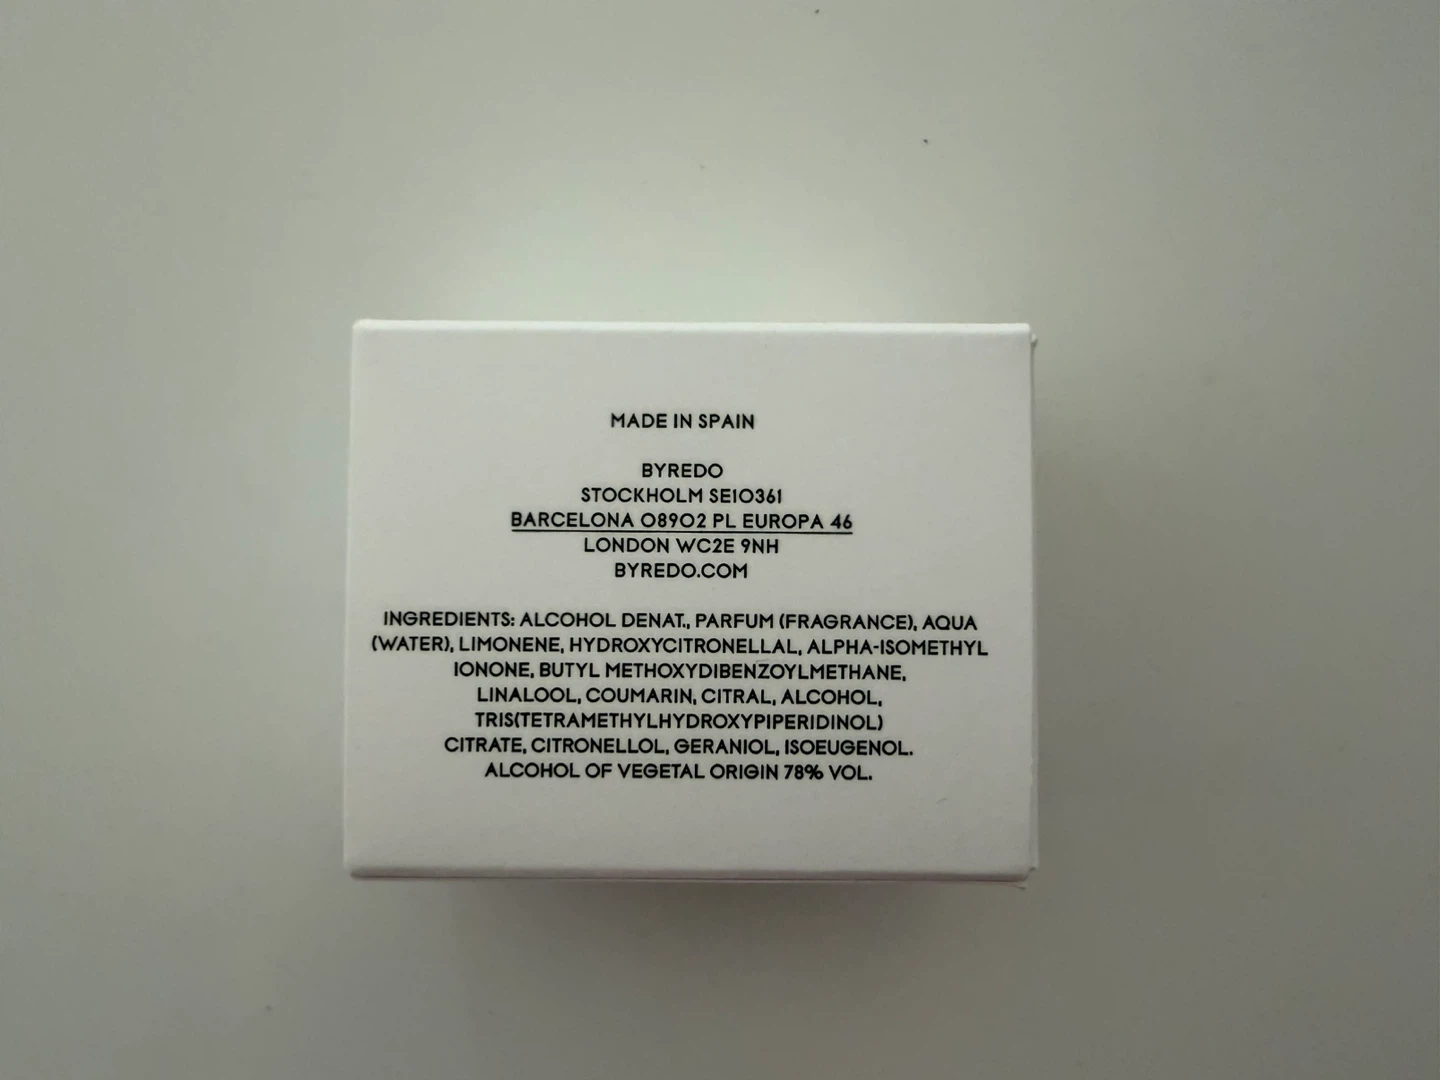 MADE IN SPAIN
BYREDO
STOCKHOLM SE10361
BARCELONA 08902 PL EUROPA 46
LONDON WC2E 9NH
BYREDO.COM
INGREDIENTS: ALCOHOL DENAT., PARFUM (FRAGRANCE), AQUA
(WATER), LIMONENE, HYDROXYCITRONELLAL, ALPHA-ISOMETHYL
IONONE, BUTYL METHOXYDIBENZOYLMETHANE,
LINALOOL, COUMARIN, CITRAL, ALCOHOL,
TRIS(TETRAMETHYLHYDROXYPIPERIDINOL)
CITRATE, CITRONELLOL, GERANIOL, ISOEUGENOL.
ALCOHOL OF VEGETAL ORIGIN 78% VOL.